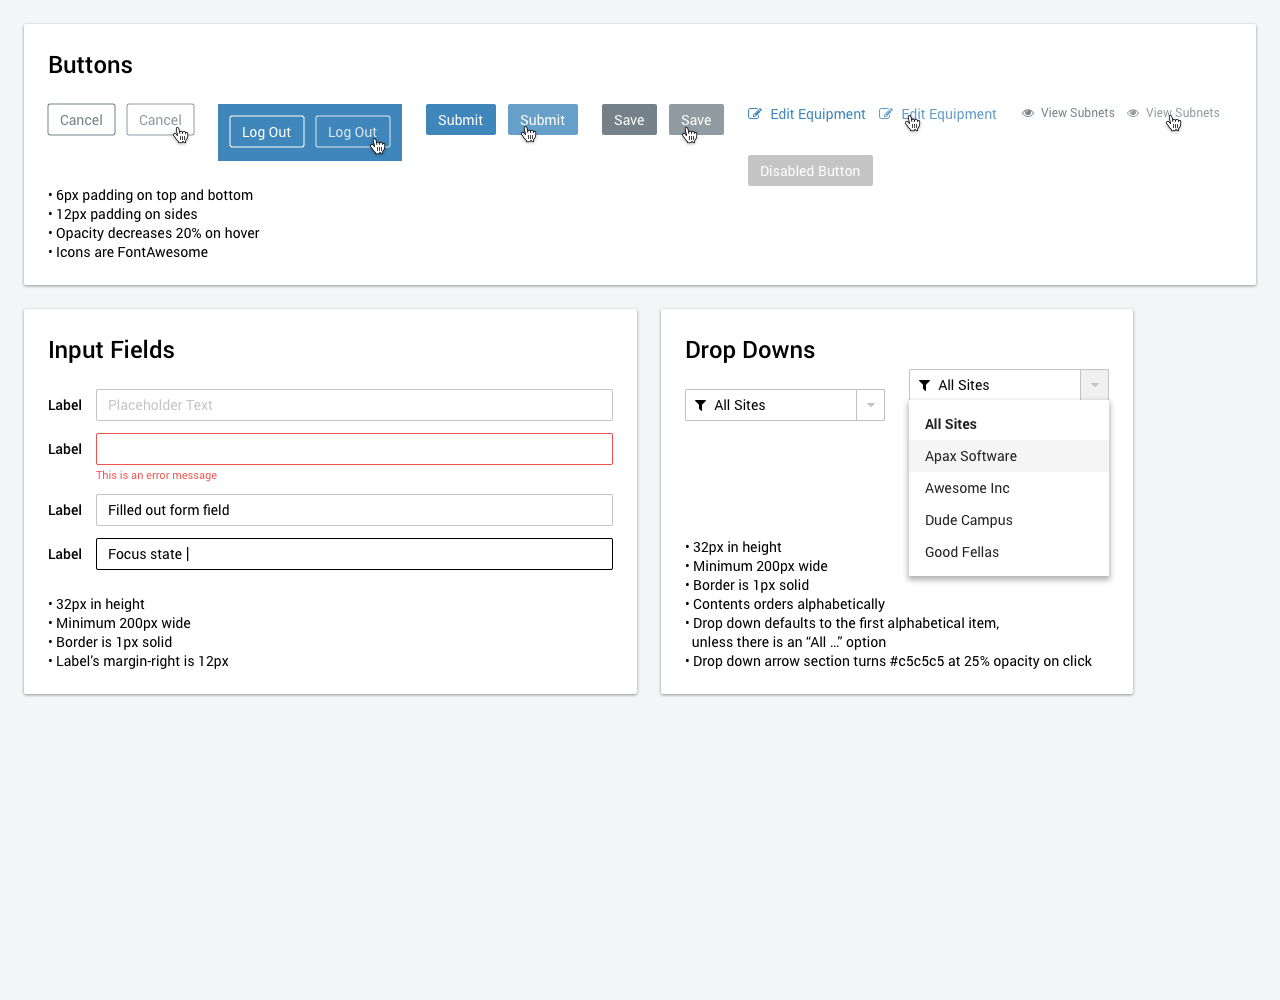 Buttons
Cancel Cancel Log Out Log Out Submit Submit Save Save Edit Equipment Edit Equipment View Subnets View Subnets
Disabled Button
• 6px padding on top and bottom
• 12px padding on sides
• Opacity decreases 20% on hover
• Icons are FontAwesome
Input Fields
Label Placeholder Text
Label
This is an error message
Label Filled out form field
Label Focus state |
• 32px in height
• Minimum 200px wide
• Border is 1px solid
• Label’s margin-right is 12px
Drop Downs
All Sites
All Sites
All Sites
Apax Software
Awesome Inc
Dude Campus
Good Fellas
• 32px in height
• Minimum 200px wide
• Border is 1px solid
• Contents orders alphabetically
• Drop down defaults to the first alphabetical item,
unless there is an “All ...” option
• Drop down arrow section turns #c5c5c5 at 25% opacity on click